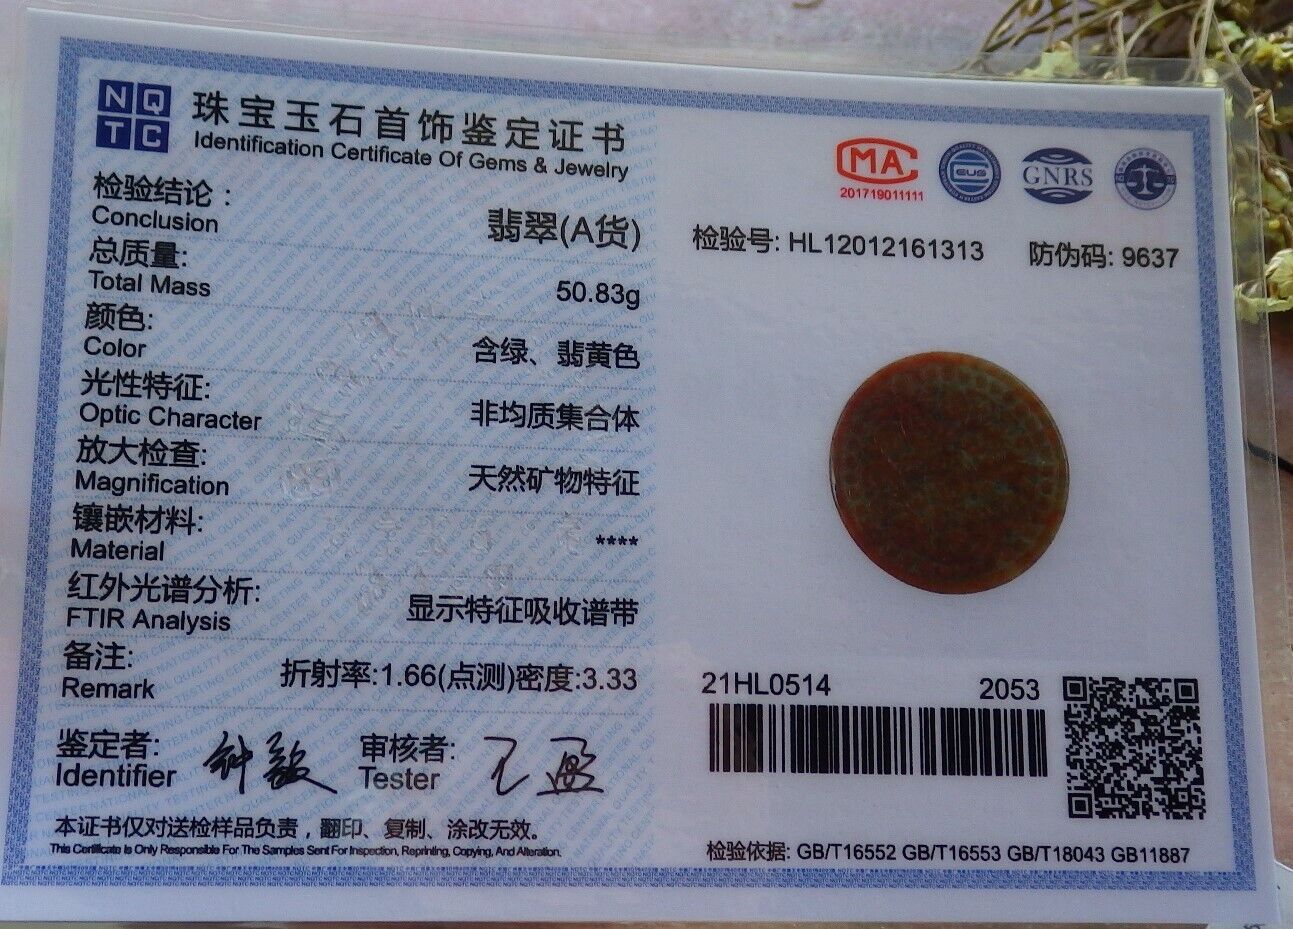 NQ
TC
珠宝玉石首饰鉴定证书
Identification Certificate Of Gems & Jewelry
检验结论：
Conclusion
翡翠(A货)
总质量:
Total Mass
50.83g
颜色:
Color
含绿、翡黄色
光性特征:
Optic Character
非均质集合体
放大检查:
Magnification
天然矿物特征
镶嵌材料:
Material
****
红外光谱分析:
FTIR Analysis
显示特征吸收谱带
备注:
Remark
折射率:1.66(点测)密度:3.33
鉴定者:
Identifier
审核者:
Tester
本证书仅对送检样品负责，翻印、复制、涂改无效。
This Certificate Is Only Responsible For The Samples Sent For Inspection, Reprinting, Copying, And Alteration.
MA
201719011111
EUS
GNRS
检验号: HL12012161313
防伪码: 9637
21HL0514
2053
检验依据: GB/T16552 GB/T16553 GB/T18043 GB11887